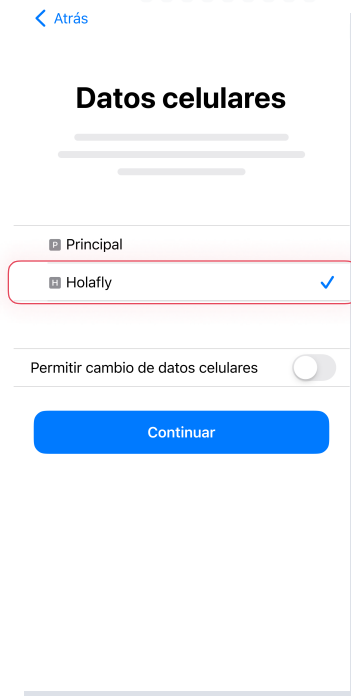 Atrás
Datos celulares
P Principal
H Holafly
Permitir cambio de datos celulares
Continuar